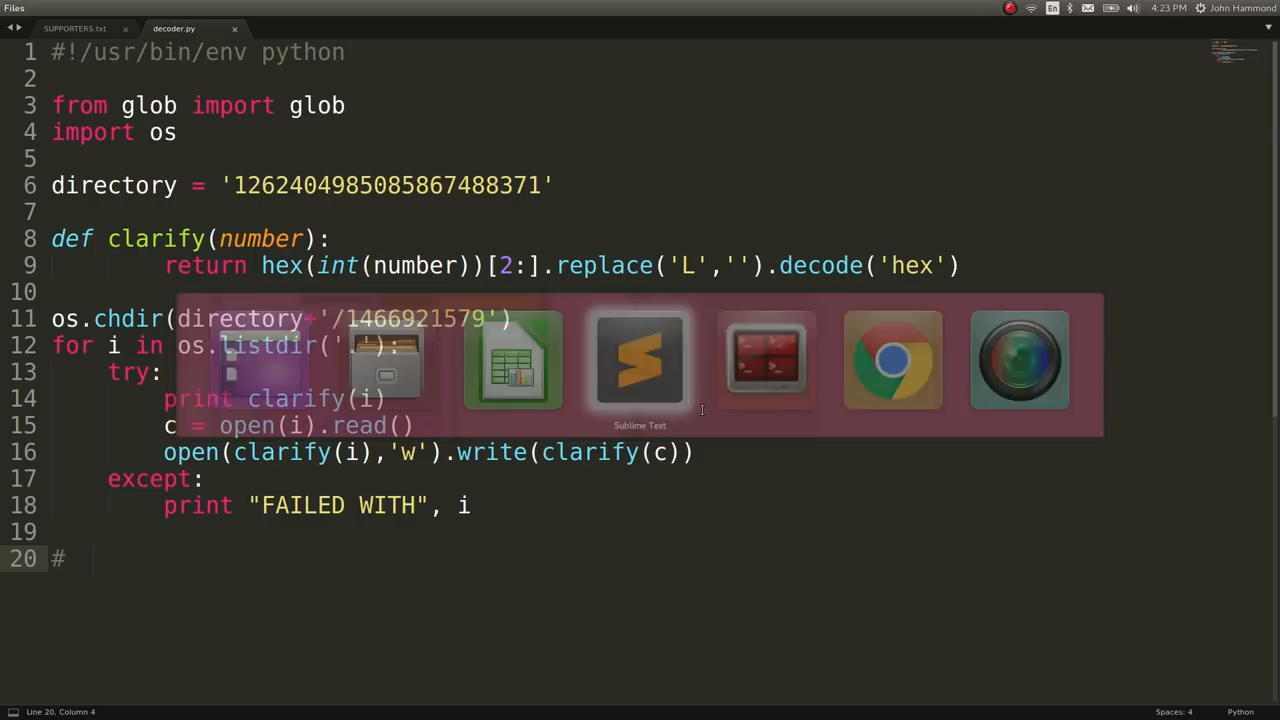 Files
En
4:23 PM
John Hammond
SUPPORTERS.txt
decoder.py
1 #!/usr/bin/env python
2
3 from glob import glob
4 import os
5
6 directory = '1262404985085867488371'
7
8 def clarify(number):
9 return hex(int(number))[2:].replace('L','').decode('hex')
10
11 os.chdir(directory+'/1466921579')
12 for i in os.listdir('.'):
13 try:
14 print clarify(i)
15 c = open(i).read()
Sublime Text
16 open(clarify(i),'w').write(clarify(c))
17 except:
18 print "FAILED WITH", i
19
20 #
Line 20, Column 4
Spaces: 4
Python